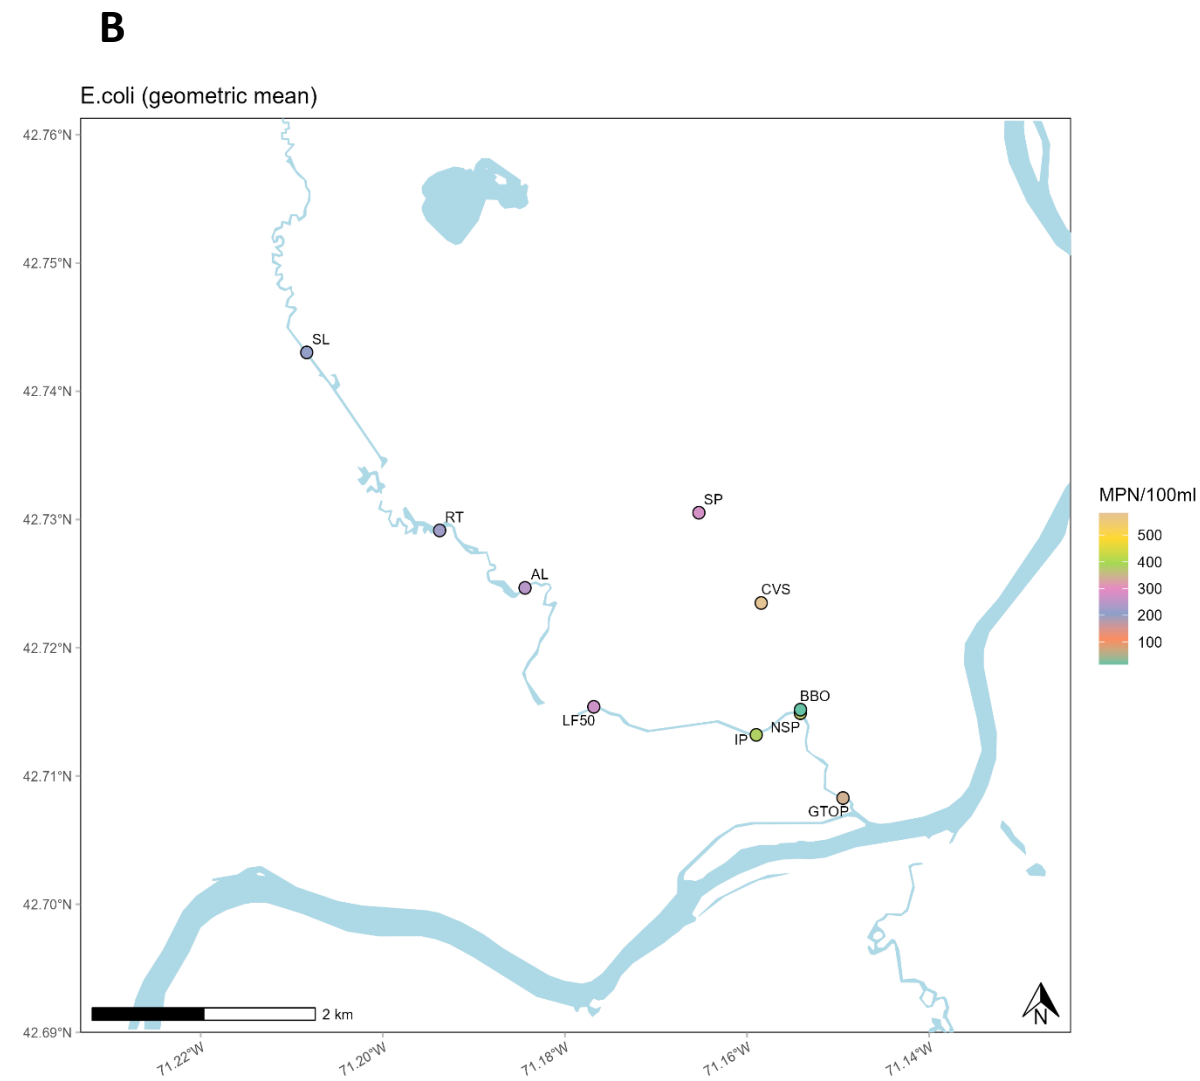 B
E.coli (geometric mean)
42.76°N
42.75°N
SL
42.74°N
42.73°N
SP
RT
AL
CVS
42.72°N
BBO
LF50
NSP
IP
42.71°N
GTOP
42.70°N
2 km
N
42.69°N
71.22°W
71.20°W
71.18°W
71.16°W
71.14°W
MPN/100ml
500
400
300
200
100